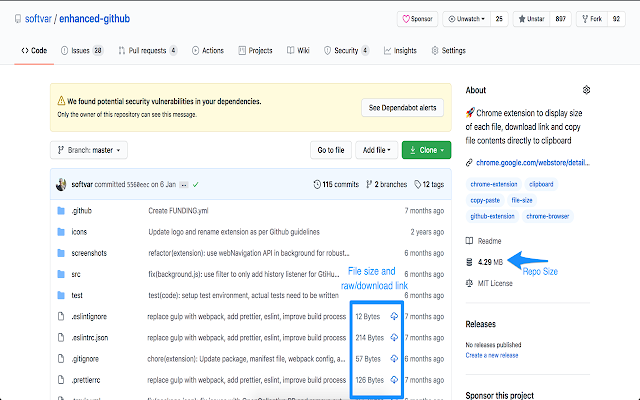 softvar / enhanced-github
Sponsor
Unwatch 25
Unstar 897
Fork 92
Code
Issues 28
Pull requests 4
Actions
Projects
Wiki
Security 4
Insights
Settings
We found potential security vulnerabilities in your dependencies.
Only the owner of this repository can see this message.
See Dependabot alerts
Branch: master
Go to file
Add file
Clone
softvar committed 5560eec on 6 Jan
115 commits
2 branches
12 tags
.github Create FUNDING.yml 7 months ago
icons Update logo and rename extension as per Github guidelines 2 years ago
screenshots refactor(extension): use webNavigation API in background for robust... 7 months ago
src fix(background.js): use filter to only add history listener for GtiHu... months ago
test test(code): setup test environment, actual tests need to be written months ago
File size and
raw/download link
.eslintignore replace gulp with webpack, add prettier, eslint, improve build process 12 Bytes 7 months ago
.eslintrc.json replace gulp with webpack, add prettier, eslint, improve build process 214 Bytes 7 months ago
.gitignore chore(extension): Update package, manifest file, webpack config, a... 57 Bytes 6 months ago
.prettierrc replace gulp with webpack, add prettier, eslint, improve build process 126 Bytes 7 months ago
About
Chrome extension to display size
of each file, download link and copy
file contents directly to clipboard
chrome.google.com/webstore/detail...
chrome-extension
clipboard
copy-paste
file-size
github-extension
chrome-browser
Readme
4.29 MB
Repo Size
MIT License
Releases
No releases published
Create a new release
Sponsor this project